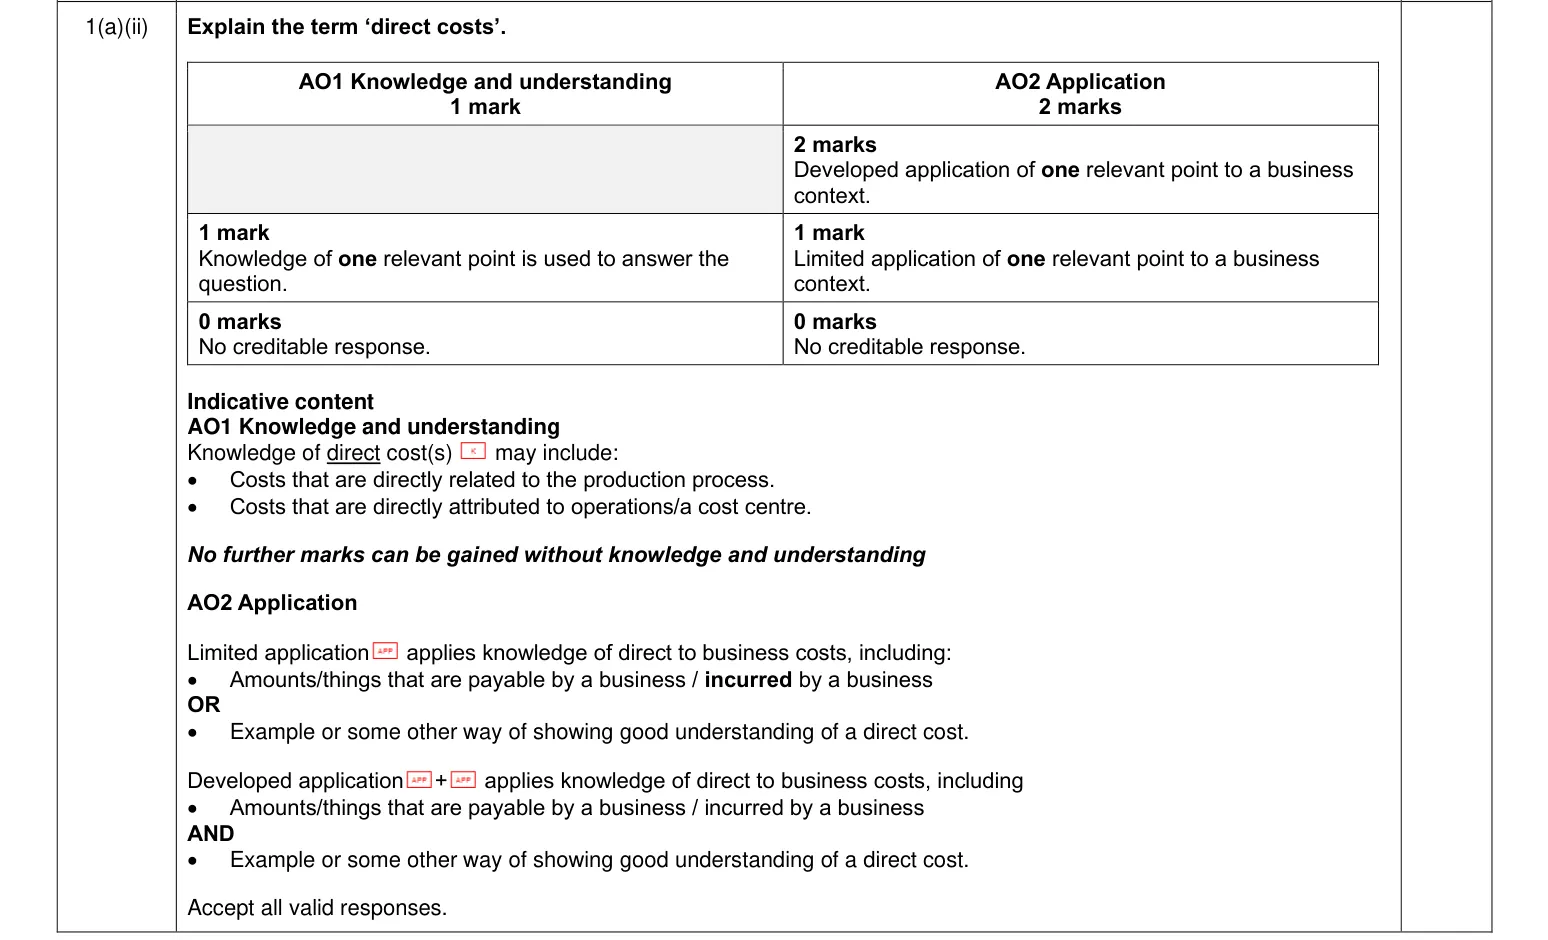 1(a)(ii)
Explain the term ‘direct costs’.
AO1 Knowledge and understanding
1 mark
AO2 Application
2 marks
2 marks
Developed application of one relevant point to a business
context.
1 mark
Knowledge of one relevant point is used to answer the
question.
1 mark
Limited application of one relevant point to a business
context.
0 marks
No creditable response.
0 marks
No creditable response.
Indicative content
AO1 Knowledge and understanding
Knowledge of direct cost(s) K may include:
• Costs that are directly related to the production process.
• Costs that are directly attributed to operations/a cost centre.
No further marks can be gained without knowledge and understanding
AO2 Application
Limited application APP applies knowledge of direct to business costs, including:
• Amounts/things that are payable by a business / incurred by a business
OR
• Example or some other way of showing good understanding of a direct cost.
Developed application APP + APP applies knowledge of direct to business costs, including
• Amounts/things that are payable by a business / incurred by a business
AND
• Example or some other way of showing good understanding of a direct cost.
Accept all valid responses.